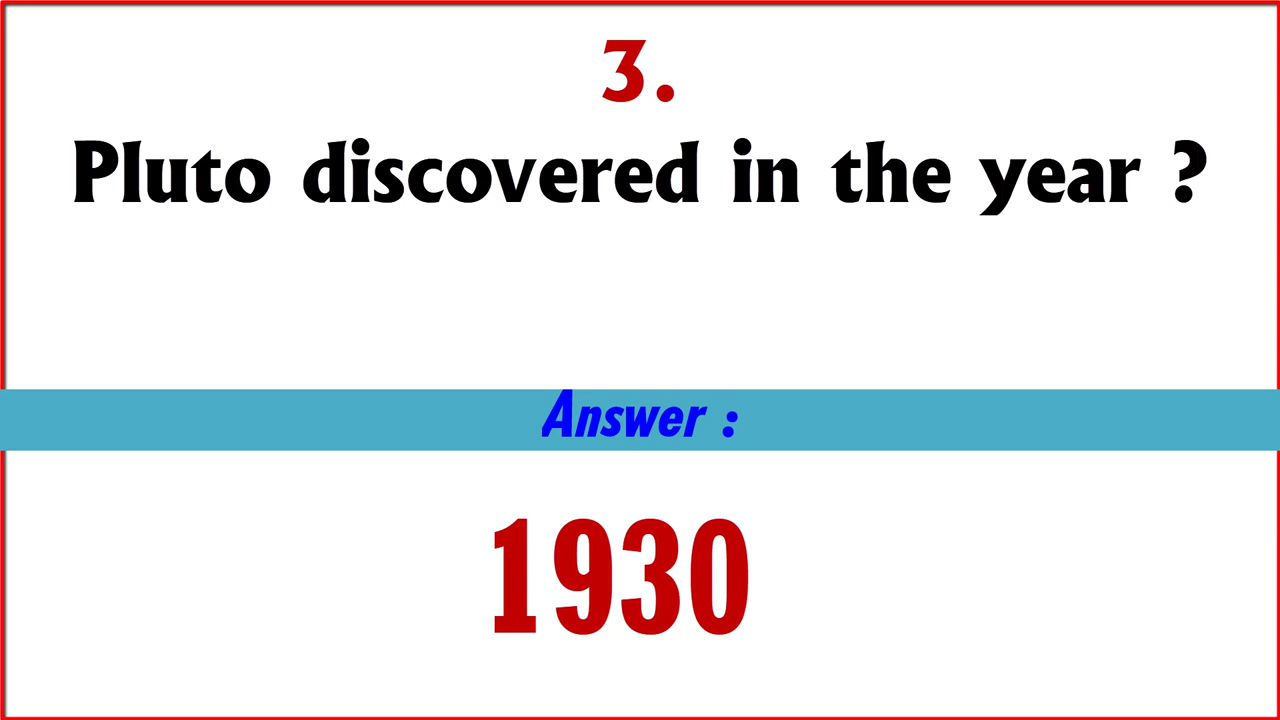 3.
Pluto discovered in the year ?
Answer :
1930